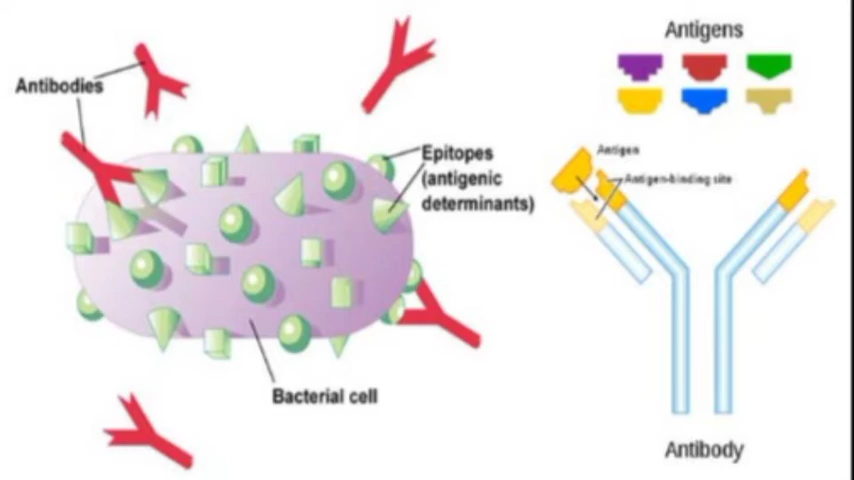 Antibodies
Epitopes
(antigenic
determinants)
Bacterial cell
Antigens
Antigen
Antigen-binding site
Antibody